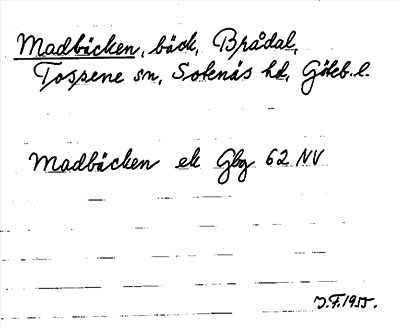 Madbäcken, bäck, Brådal,
Tossene sn, Sotenäs hd, Göteb. l.
Madbäcken ek Gbg 62 NV
J.F. 1955.